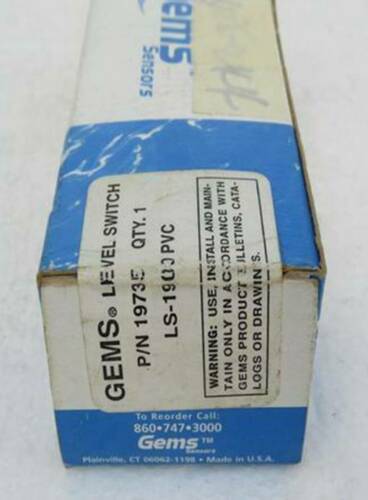 Gems
Sensors
GEMS® LEVEL SWITCH
P/N 19735 QTY. 1
LS-1900 PVC
WARNING: USE, INSTALL AND MAIN-
TAIN ONLY IN ACCORDANCE WITH
GEMS PRODUCT BULLETINS, CATA-
LOGS OR DRAWINGS.
To Reorder Call:
860•747•3000
Gems™
Sensors
Plainville, CT 06062-1198 • Made in U.S.A.